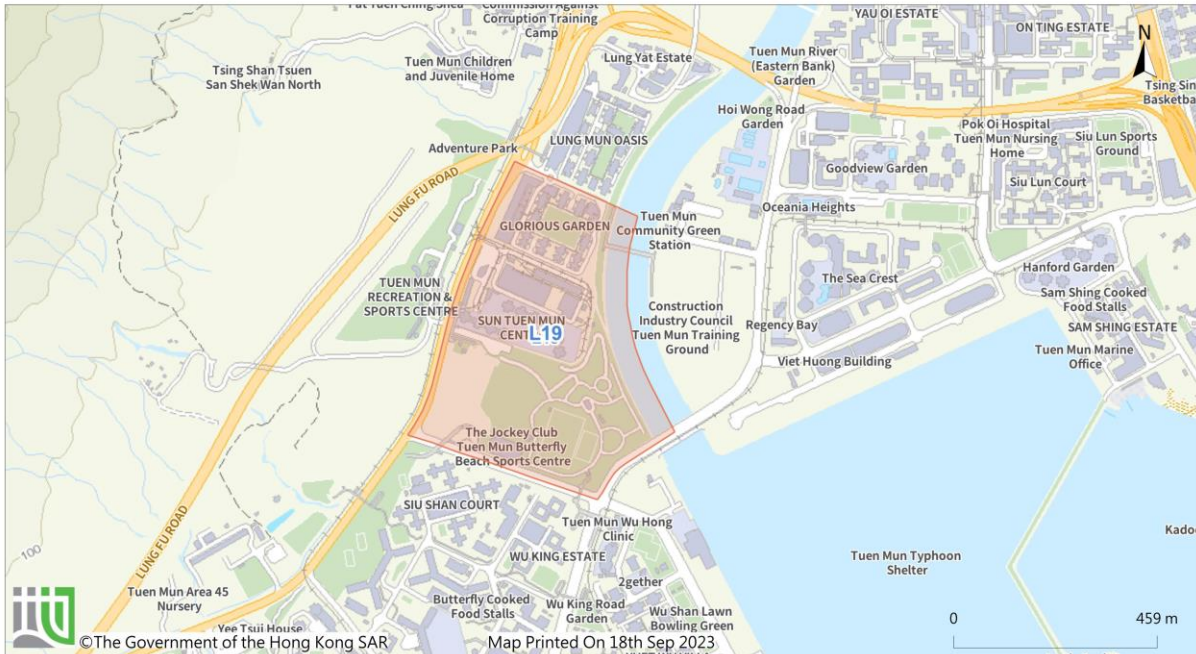 Commission Against
Corruption Training
Camp
YAU OI ESTATE
ON TING ESTATE
N
Tsing Shan Tsuen
San Shek Wan North
Tuen Mun Children
and Juvenile Home
Lung Yat Estate
Tuen Mun River
(Eastern Bank)
Garden
Hoi Wong Road
Garden
Pok Oi Hospital
Tuen Mun Nursing
Home
Siu Lun Sports
Ground
Adventure Park
LUNG MUN OASIS
Goodview Garden
Siu Lun Court
LUNG FU ROAD
Oceania Heights
GLORIOUS GARDEN
Tuen Mun
Community Green
Station
TUEN MUN
RECREATION &
SPORTS CENTRE
SUN TUEN MUN
L19
Construction
Industry Council
Tuen Mun Training
Ground
The Sea Crest
Hanford Garden
Sam Shing Cooked
Food Stalls
Regency Bay
SAM SHING ESTATE
Viet Huong Building
Tuen Mun Marine
Office
The Jockey Club
Tuen Mun Butterfly
Beach Sports Centre
SIU SHAN COURT
Tuen Mun Wu Hong
Clinic
WU KING ESTATE
Tuen Mun Typhoon
Shelter
100
LUNG FU ROAD
Tuen Mun Area 45
Nursery
Butterfly Cooked
Food Stalls
2gether
Wu King Road
Garden
Wu Shan Lawn
Bowling Green
Yee Tsui House
0 459 m
©The Government of the Hong Kong SAR Map Printed On 18th Sep 2023